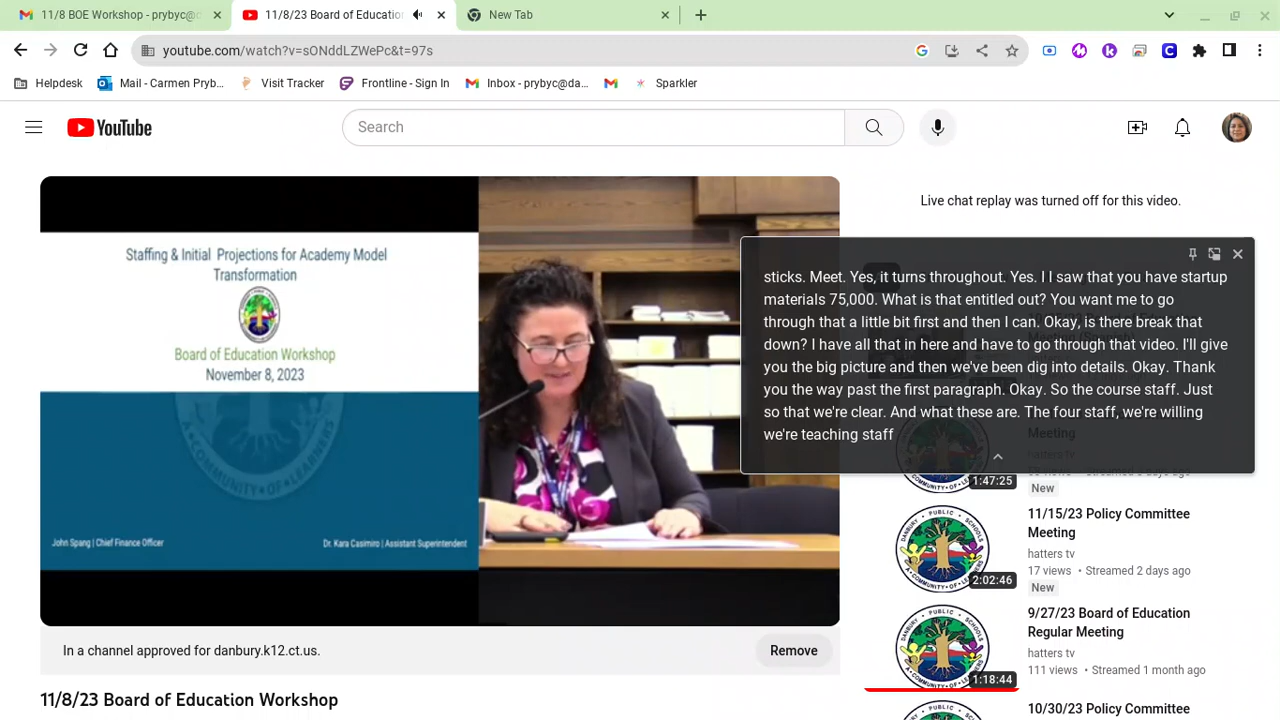 11/8 BOE Workshop - prybyc@d
11/8/23 Board of Education
New Tab
youtube.com/watch?v=sONddLZWePc&t=97s
Helpdesk
Mail - Carmen Pryb...
Visit Tracker
Frontline - Sign In
Inbox - prybyc@da...
Sparkler
YouTube
Search
Live chat replay was turned off for this video.
Staffing & Initial Projections for Academy Model
Transformation
Board of Education Workshop
November 8, 2023
A COMMUNITY OF LEARNERS
John Spang | Chief Finance Officer
Dr. Kara Casimiro | Assistant Superintendent
sticks. Meet. Yes, it turns throughout. Yes. I I saw that you have startup
materials 75,000. What is that entitled out? You want me to go
through that a little bit first and then I can. Okay, is there break that
down? I have all that in here and have to go through that video. I'll give
you the big picture and then we've been dig into details. Okay. Thank
you the way past the first paragraph. Okay. So the course staff. Just
so that we're clear. And what these are. The four staff, we're willing
we're teaching staff
Meeting
1:47:25
New
11/15/23 Policy Committee
Meeting
hatters tv
17 views • Streamed 2 days ago
New
2:02:46
9/27/23 Board of Education
Regular Meeting
hatters tv
111 views • Streamed 1 month ago
1:18:44
10/30/23 Policy Committee
In a channel approved for danbury.k12.ct.us.
Remove
11/8/23 Board of Education Workshop